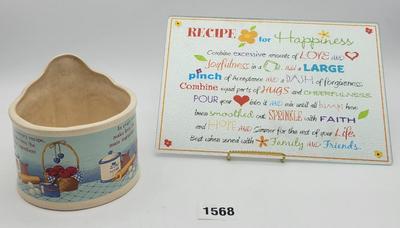 RECIPE for Happiness
Combine excessive amounts of LOVE AND
Joyfulness in a Add a LARGE
pinch of Acceptance AND a DASH of forgiveness.
Combine equal parts of HUGS AND CHEERFULNESS.
POUR your into it and mix until all lumps have
been smoothed out. SPRINKLE with FAITH
AND HOPE AND Simmer for the rest of your Life.
Best when served with Family AND Friends.
1568